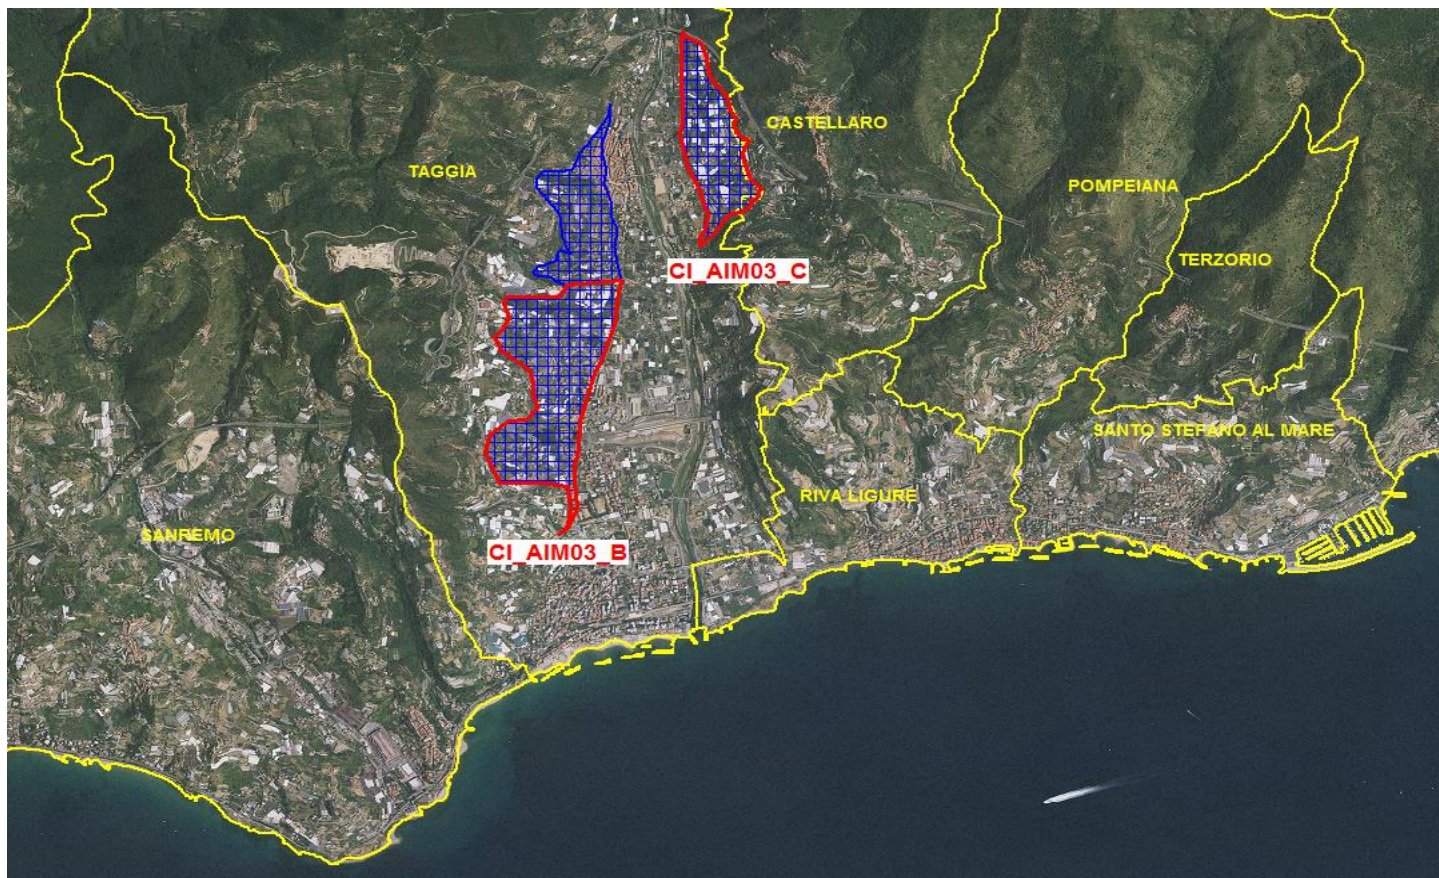 CASTELLARO
TAGGIA
POMPEIANA
TERZORIO
CI_AIM03_C
SANTO STEFANO AL MARE
RIVA LIGURE
SANREMO
CI_AIM03_B